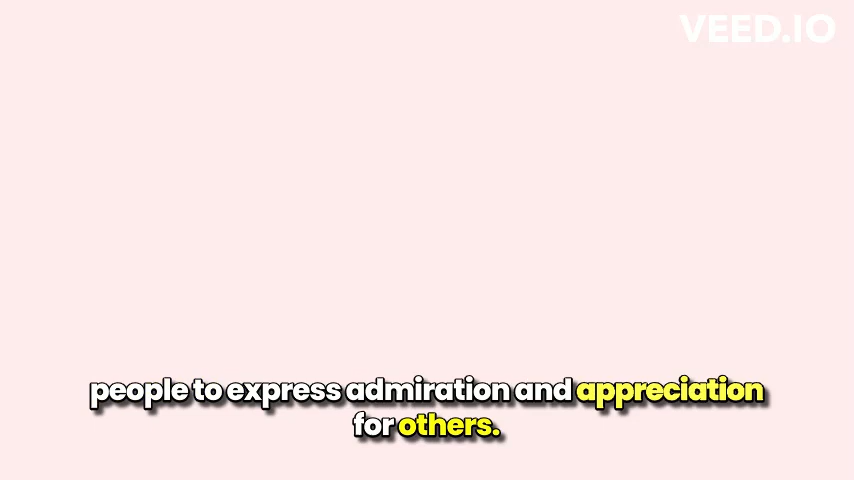 VEED.IO
people to express admiration and appreciation
for others.